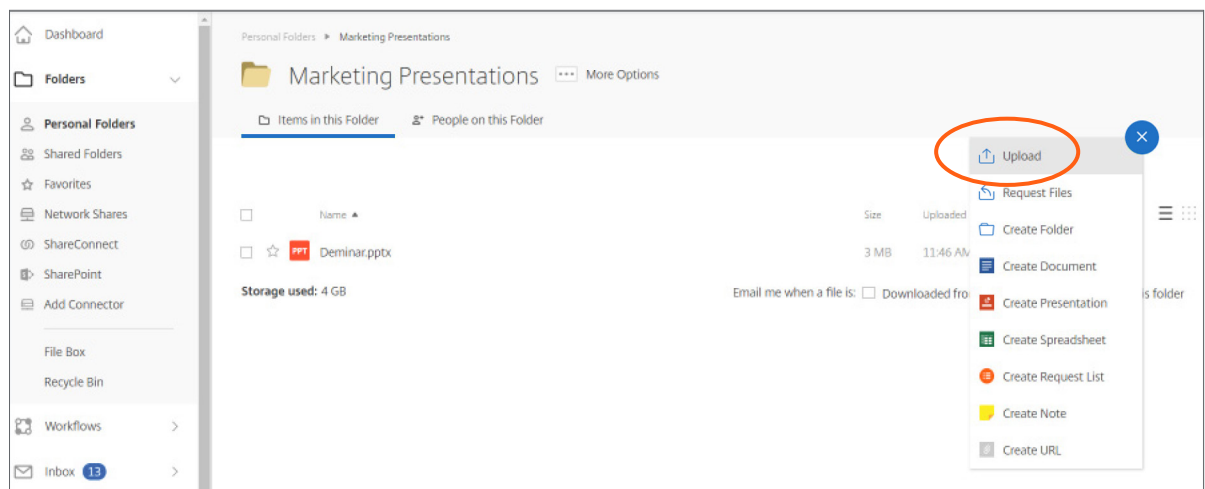 Dashboard
Folders
Personal Folders
Shared Folders
Favorites
Network Shares
ShareConnect
SharePoint
Add Connector
File Box
Recycle Bin
Workflows
Inbox 13
Personal Folders Marketing Presentations
Marketing Presentations ••• More Options
Items in this Folder People on this Folder
Name Size Uploaded
PPT Deminar.pptx 3 MB 11:46 AM
Storage used: 4 GB Email me when a file is: Downloaded fro is folder
Upload
Request Files
Create Folder
Create Document
Create Presentation
Create Spreadsheet
Create Request List
Create Note
Create URL